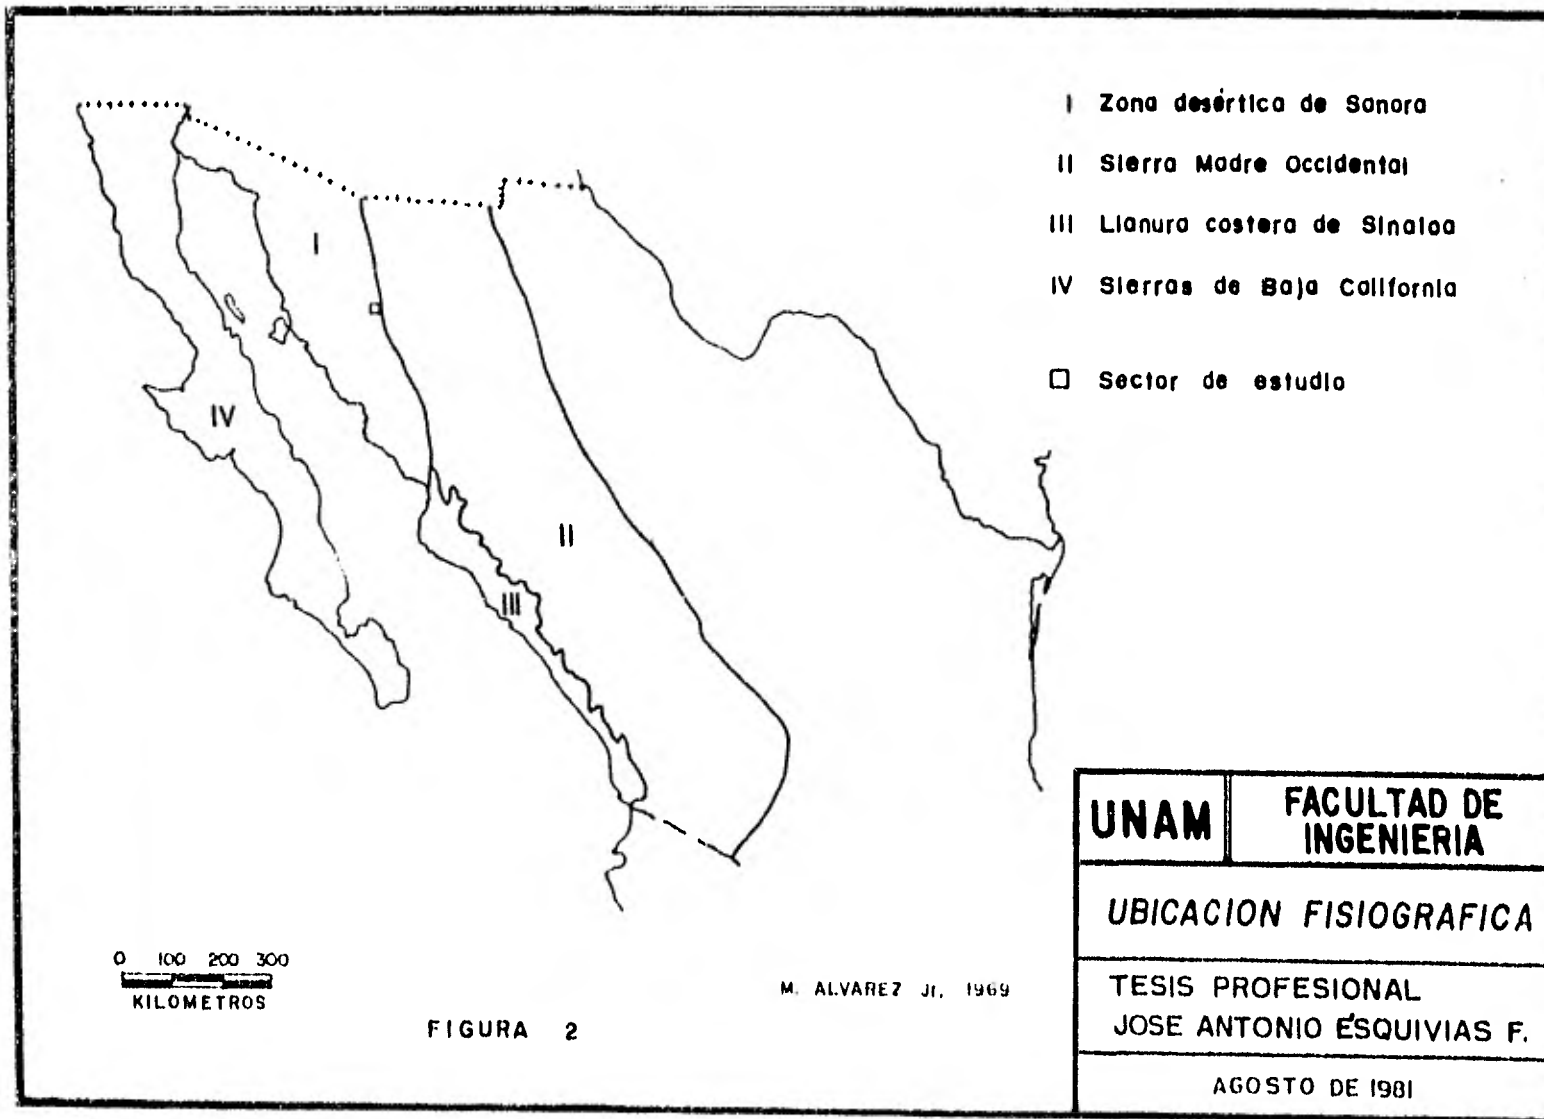 I Zona desértica de Sonora
II Sierra Madre Occidental
III Llanura costera de Sinaloa
IV Sierras de Baja California
Sector de estudio
I
IV
II
III
0 100 200 300
KILOMETROS
M. ALVAREZ Jr. 1969
FIGURA 2
UNAM
FACULTAD DE
INGENIERIA
UBICACION FISIOGRAFICA
TESIS PROFESIONAL
JOSE ANTONIO ESQUIVIAS F.
AGOSTO DE 1981